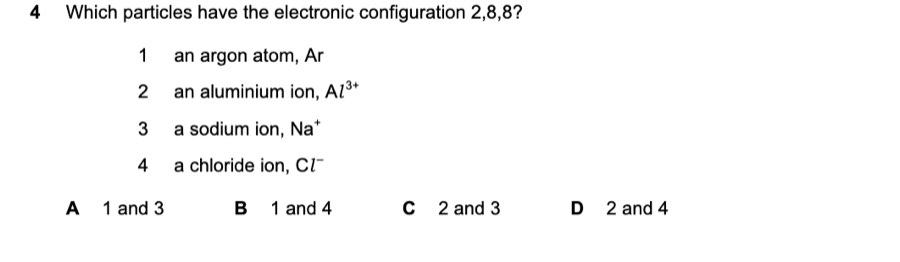 4 Which particles have the electronic configuration 2,8,8?
1 an argon atom, Ar
2 an aluminium ion, Al³⁺
3 a sodium ion, Na⁺
4 a chloride ion, Cl⁻
A 1 and 3 B 1 and 4 C 2 and 3 D 2 and 4